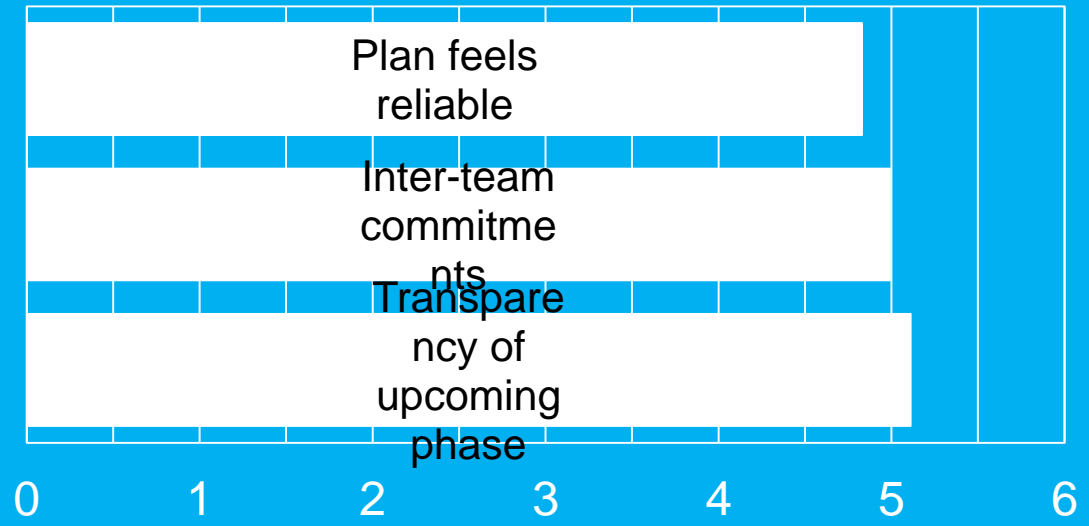 Plan feels
reliable
Inter-team
commitme
nts
Transpare
ncy of
upcoming
phase
0 1 2 3 4 5 6